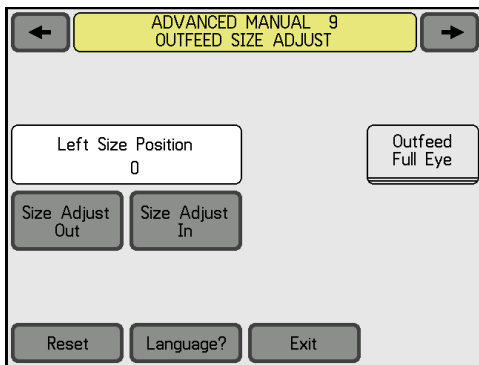 ADVANCED MANUAL 9
OUTFEED SIZE ADJUST
Left Size Position
0
Outfeed
Full Eye
Size Adjust
Out
Size Adjust
In
Reset
Language?
Exit